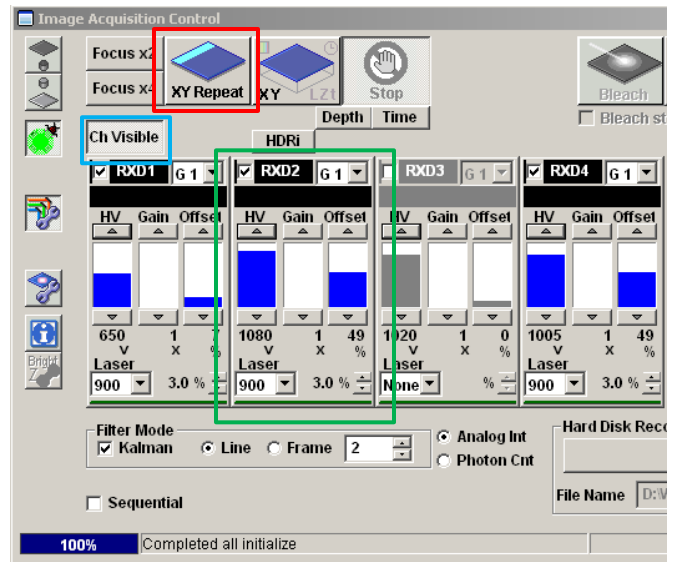 Image Acquisition Control
Focus x2
Focus x4
XY Repeat
XY
LZt
Stop
Bleach
Depth
Time
Bleach st
Ch Visible
HDRi
RXD1 G 1
RXD2 G 1
RXD3 G 1
RXD4 G 1
HV Gain Offset
HV Gain Offset
HV Gain Offset
HV Gain Offset
650 1 7
1080 1 49
1020 1 0
1005 1 49
V X %
V X %
V X %
V X %
Laser
Laser
Laser
Laser
900 3.0 %
900 3.0 %
None %
900 3.0 %
Bright
Z
Filter Mode
Kalman
Line
Frame
2
Analog Int
Photon Cnt
Hard Disk Reco
Sequential
File Name D:\
100%
Completed all initialize